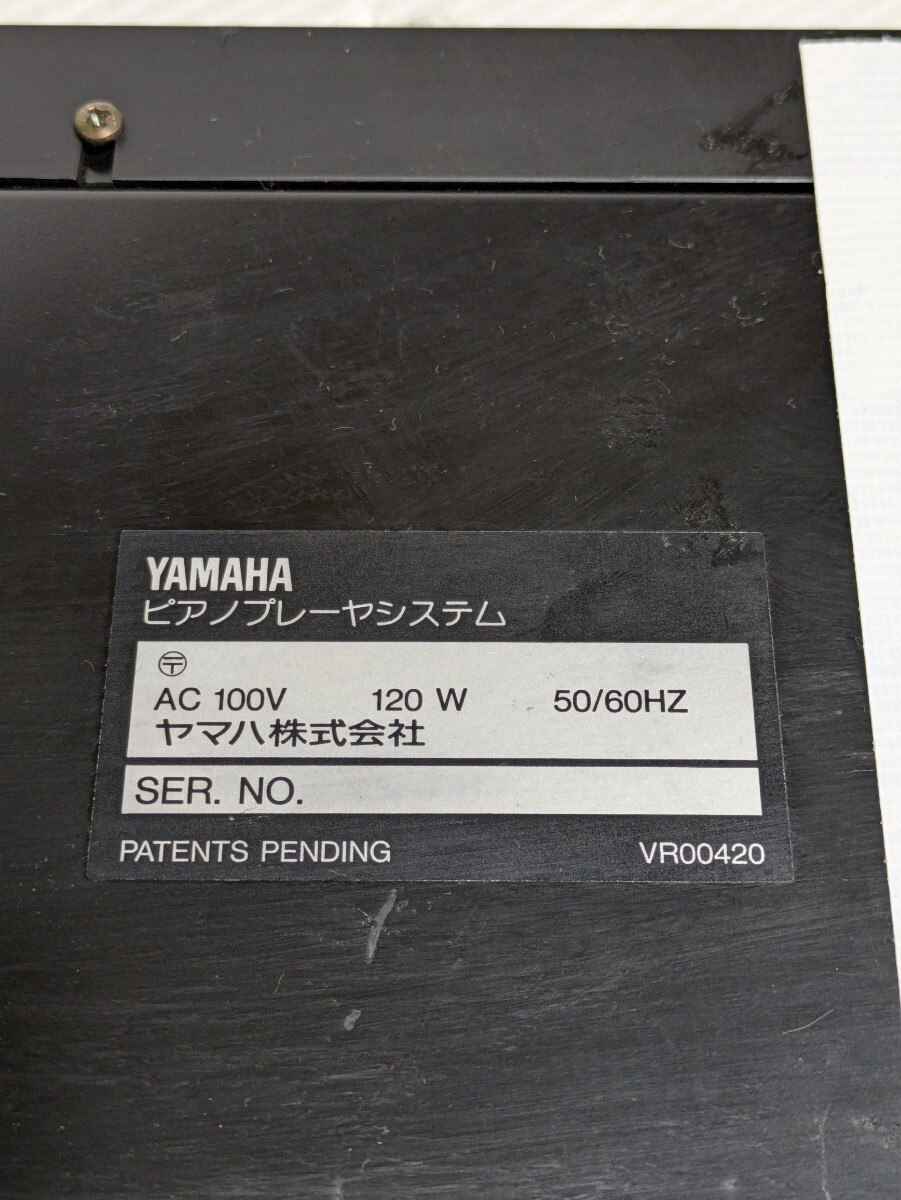 YAMAHA
ピアノプレーヤシステム
〶
AC 100V 120 W 50/60HZ
ヤマハ株式会社
SER. NO.
PATENTS PENDING VR00420